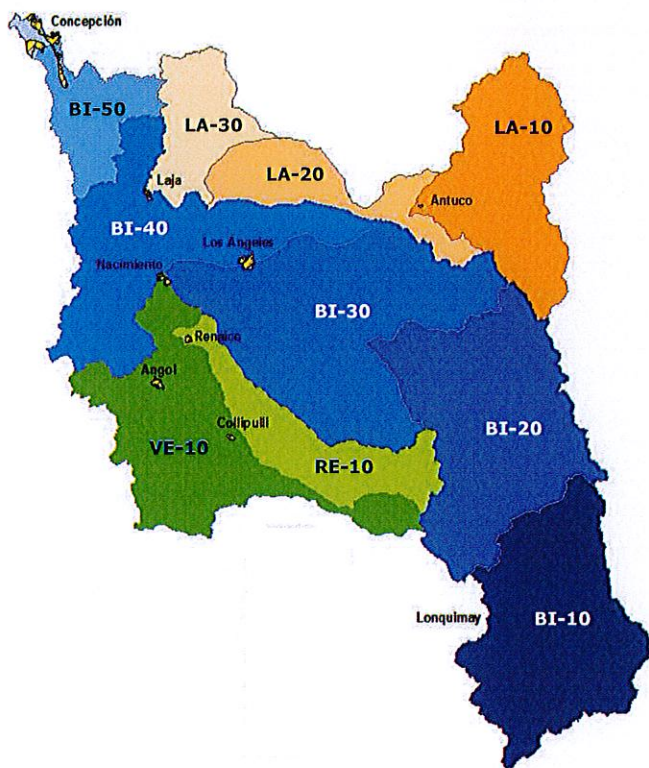 Concepción
BI-50
LA-30
LA-10
LA-20
Laja
Antuco
BI-40
Los Angeles
Nacimiento
BI-30
Renaico
Angol
Collipulli
VE-10
BI-20
RE-10
Lonquimay
BI-10